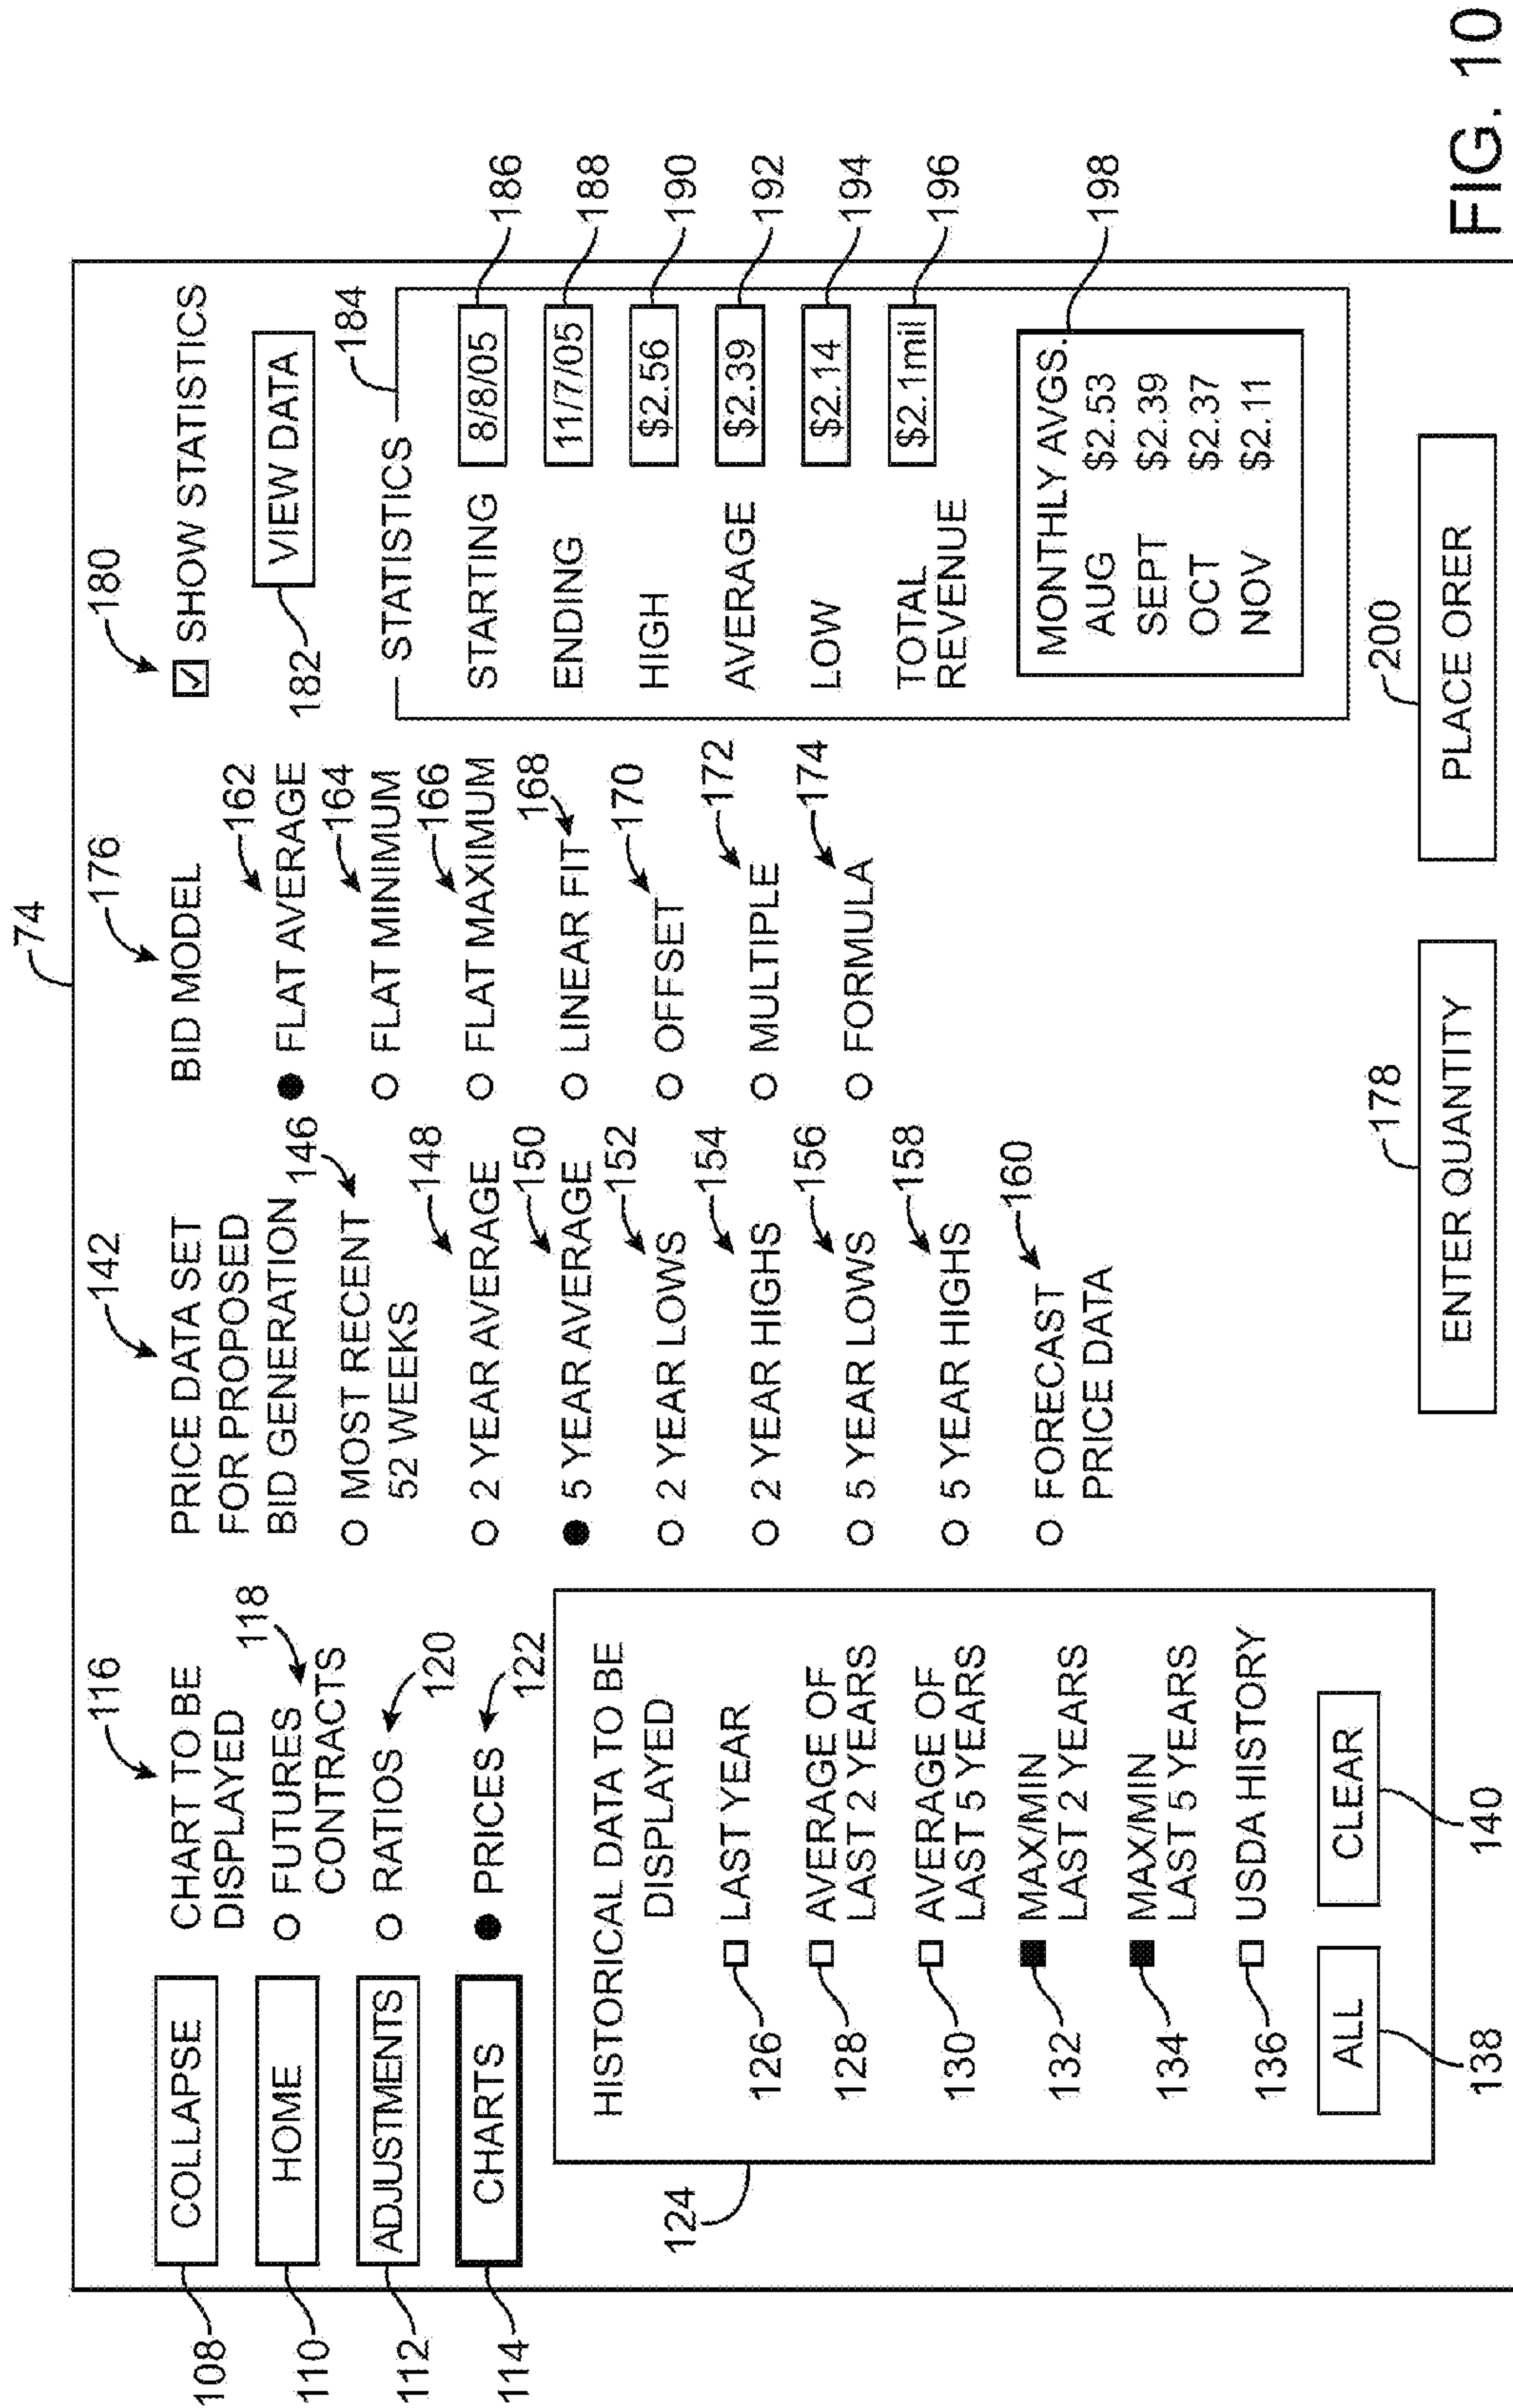 74
108
COLLAPSE
110
HOME
112
ADJUSTMENTS
114
CHARTS
116
CHART TO BE
DISPLAYED
FUTURES
CONTRACTS
118
RATIOS
120
PRICES
122
124
HISTORICAL DATA TO BE
DISPLAYED
126
LAST YEAR
128
AVERAGE OF
LAST 2 YEARS
130
AVERAGE OF
LAST 5 YEARS
132
MAX/MIN
LAST 2 YEARS
134
MAX/MIN
LAST 5 YEARS
136
USDA HISTORY
ALL
CLEAR
138
140
142
PRICE DATA SET
FOR PROPOSED
BID GENERATION
146
MOST RECENT
52 WEEKS
148
2 YEAR AVERAGE
150
5 YEAR AVERAGE
152
2 YEAR LOWS
154
2 YEAR HIGHS
156
5 YEAR LOWS
158
5 YEAR HIGHS
160
FORECAST
PRICE DATA
176
BID MODEL
162
FLAT AVERAGE
164
FLAT MINIMUM
166
FLAT MAXIMUM
168
LINEAR FIT
170
OFFSET
172
MULTIPLE
174
FORMULA
180
SHOW STATISTICS
182
VIEW DATA
184
STATISTICS
STARTING 8/8/05 186
ENDING 11/7/05 188
HIGH $2.56 190
AVERAGE $2.39 192
LOW $2.14 194
TOTAL
REVENUE $2.1mil 196
MONTHLY AVGS. 198
AUG $2.53
SEPT $2.39
OCT $2.37
NOV $2.11
178
ENTER QUANTITY
200
PLACE ORER
FIG. 10